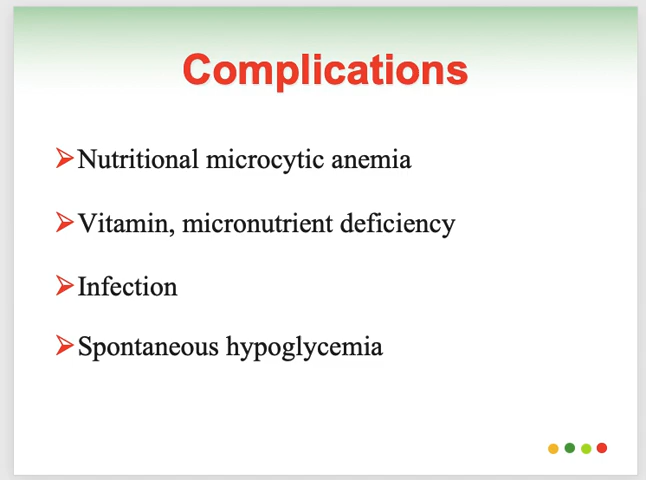 Complications
➢Nutritional microcytic anemia
➢Vitamin, micronutrient deficiency
➢Infection
➢Spontaneous hypoglycemia